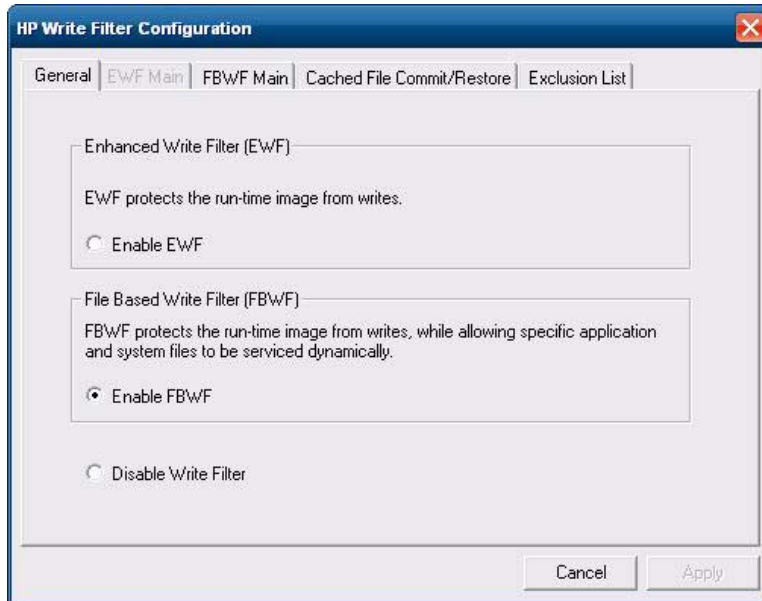 HP Write Filter Configuration
General EWF Main FBWF Main Cached File Commit/Restore Exclusion List
Enhanced Write Filter (EWF)
EWF protects the run-time image from writes.
Enable EWF
File Based Write Filter (FBWF)
FBWF protects the run-time image from writes, while allowing specific application
and system files to be serviced dynamically.
Enable FBWF
Disable Write Filter
Cancel Apply